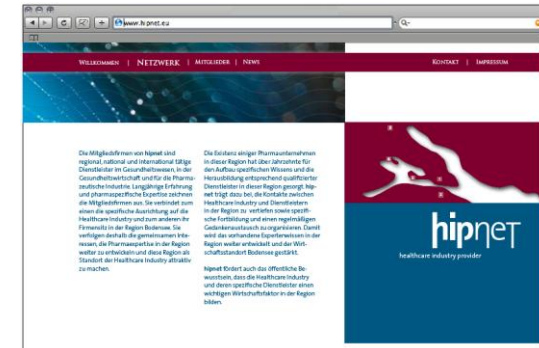 www.hipnet.eu
Q-
WILLKOMMEN | NETZWERK | MITGLIEDER | NEWS
KONTAKT | IMPRESSUM
Die Mitgliedsfirmen von hipnet sind
regional, national und international tätige
Dienstleister im Gesundheitswesen, in der
Gesundheitswirtschaft und für die Pharma-
zeutische Industrie. Langjährige Erfahrung
und pharmaspezifische Expertise zeichnen
die Mitgliedsfirmen aus. Sie verbindet zum
einen die spezifische Ausrichtung auf die
Healthcare Industry und zum anderen ihr
Firmensitz in der Region Bodensee. Sie
verfolgen deshalb die gemeinsamen Inte-
ressen, die Pharmaexpertise in der Region
weiter zu entwickeln und diese Region als
Standort der Healthcare Industry attraktiv
zu machen.
Die Existenz einiger Pharmaunternehmen
in dieser Region hat über Jahrzehnte für
den Aufbau spezifischen Wissens und die
Herausbildung entsprechend qualifizierter
Dienstleister in dieser Region gesorgt. hip-
net trägt dazu bei, die Kontakte zwischen
Healthcare Industry und Dienstleistern
in der Region zu vertiefen sowie spezifi-
sche Fortbildung und einen regelmäßigen
Gedankenaustausch zu organisieren. Damit
wird das vorhandene Expertenwissen in der
Region weiter entwickelt und der Wirt-
schaftsstandort Bodensee gestärkt.
hipnet fördert auch das öffentliche Be-
wusstsein, dass die Healthcare Industry
und deren spezifische Dienstleister einen
wichtigen Wirtschaftsfaktor in der Region
bilden.
hipnet
healthcare industry provider